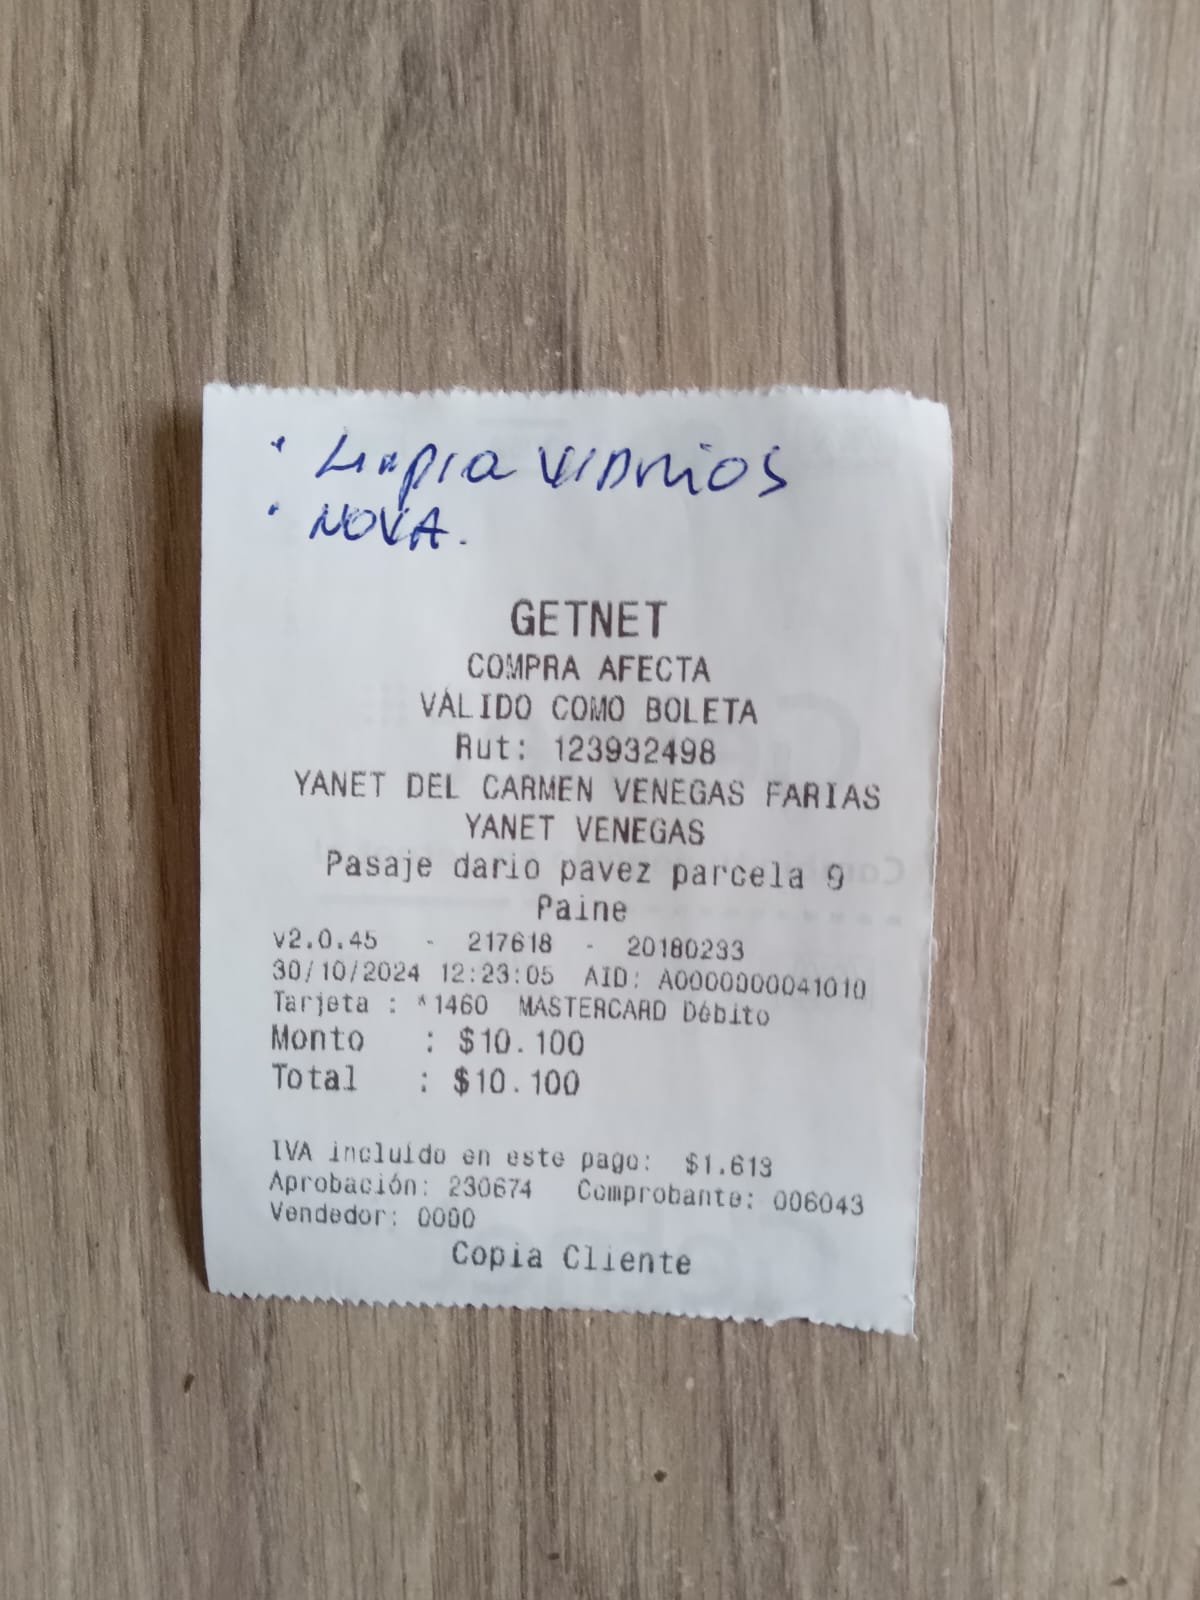 · Limpia VIDRIOS
· NOVA.
GETNET
COMPRA AFECTA
VÁLIDO COMO BOLETA
Rut: 123932498
YANET DEL CARMEN VENEGAS FARIAS
YANET VENEGAS
Pasaje dario pavez parcela 9
Paine
v2.0.45 - 217618 - 20180233
30/10/2024 12:23:05 AID: A0000000041010
Tarjeta : *1460 MASTERCARD Débito
Monto : $10.100
Total : $10.100
IVA incluido en este pago: $1.613
Aprobación: 230674 Comprobante: 006043
Vendedor: 0000
Copia Cliente